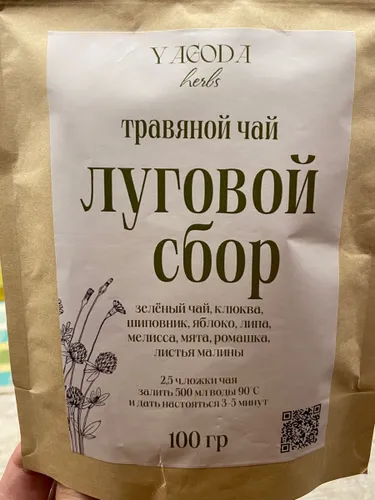 YAGODA
herbs
травяной чай
ЛУГОВОЙ
сбор
зелёный чай, клюква,
шиповник, яблоко, липа,
мелисса, мята, ромашка,
листья малины
2,5 ч.ложки чая
залить 500 мл воды 90°С
и дать настояться 3-5 минут
100 гр